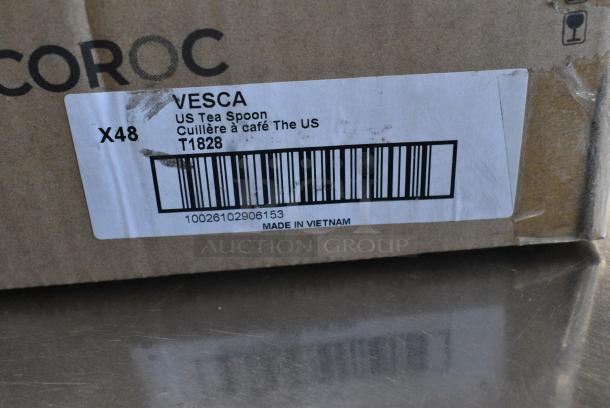 COROC
VESCA
US Tea Spoon
X48
Cuillère à café The US
T1828
10026102906153
MADE IN VIETNAM
AUCTION GROUP